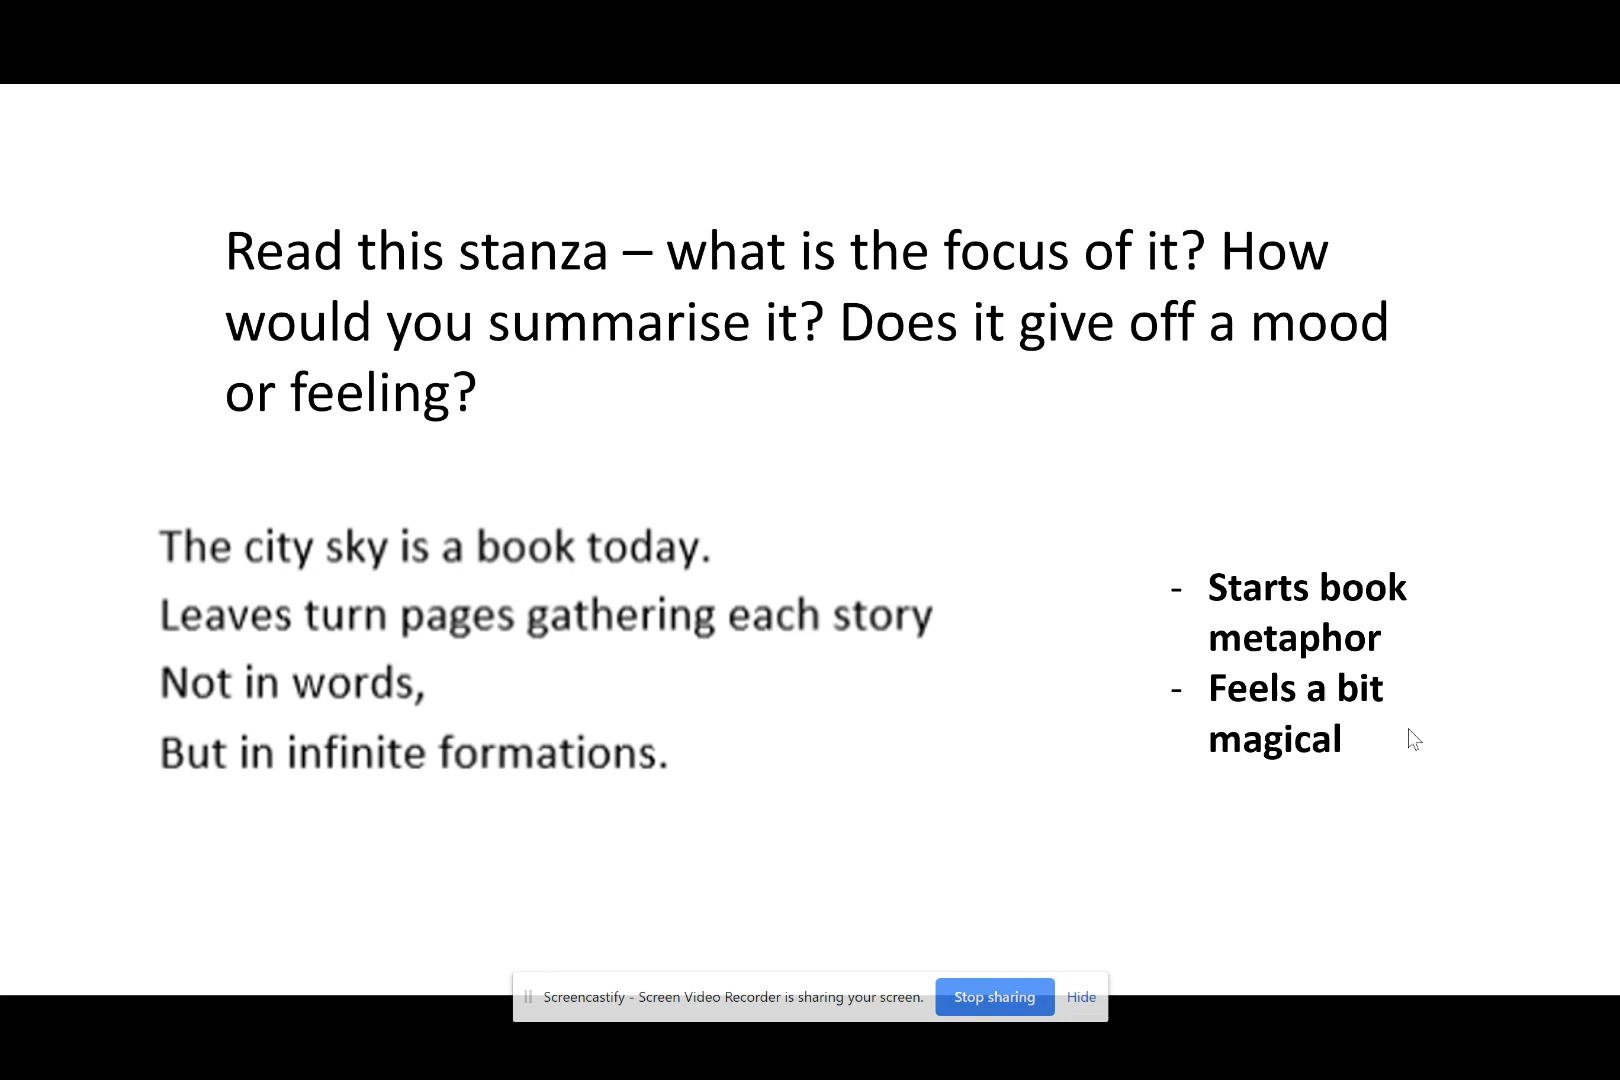 Read this stanza – what is the focus of it? How
would you summarise it? Does it give off a mood
or feeling?
The city sky is a book today.
Leaves turn pages gathering each story
Not in words,
But in infinite formations.
- Starts book
metaphor
- Feels a bit
magical
Screencastify - Screen Video Recorder is sharing your screen. Stop sharing Hide